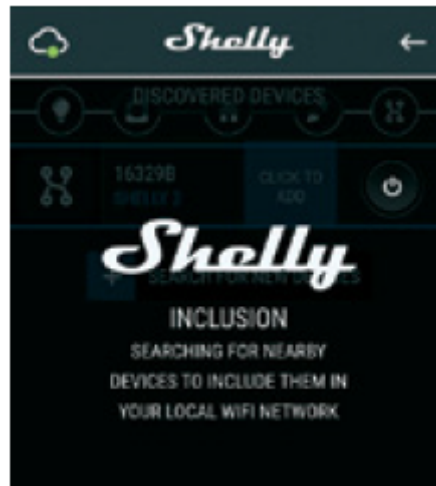 Shelly
DISCOVERED DEVICES
16329B
CLICK TO
ADD
Shelly
SEARCH FOR NEW DEVICES
INCLUSION
SEARCHING FOR NEARBY
DEVICES TO INCLUDE THEM IN
YOUR LOCAL WIFI NETWORK